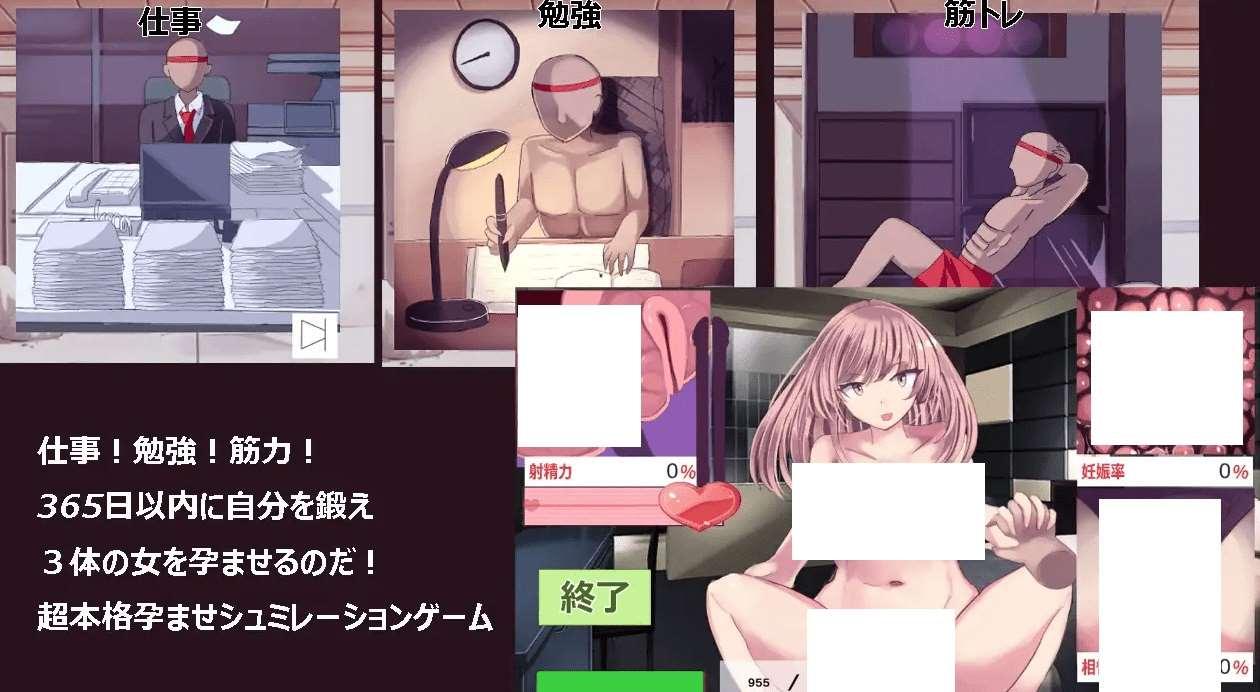 仕事
勉強
筋トレ
仕事！勉強！筋力！
365日以内に自分を鍛え
３体の女を孕ませるのだ！
超本格孕ませシュミレーションゲーム
射精力 0%
妊娠率 0%
終了
955 /
相 0%